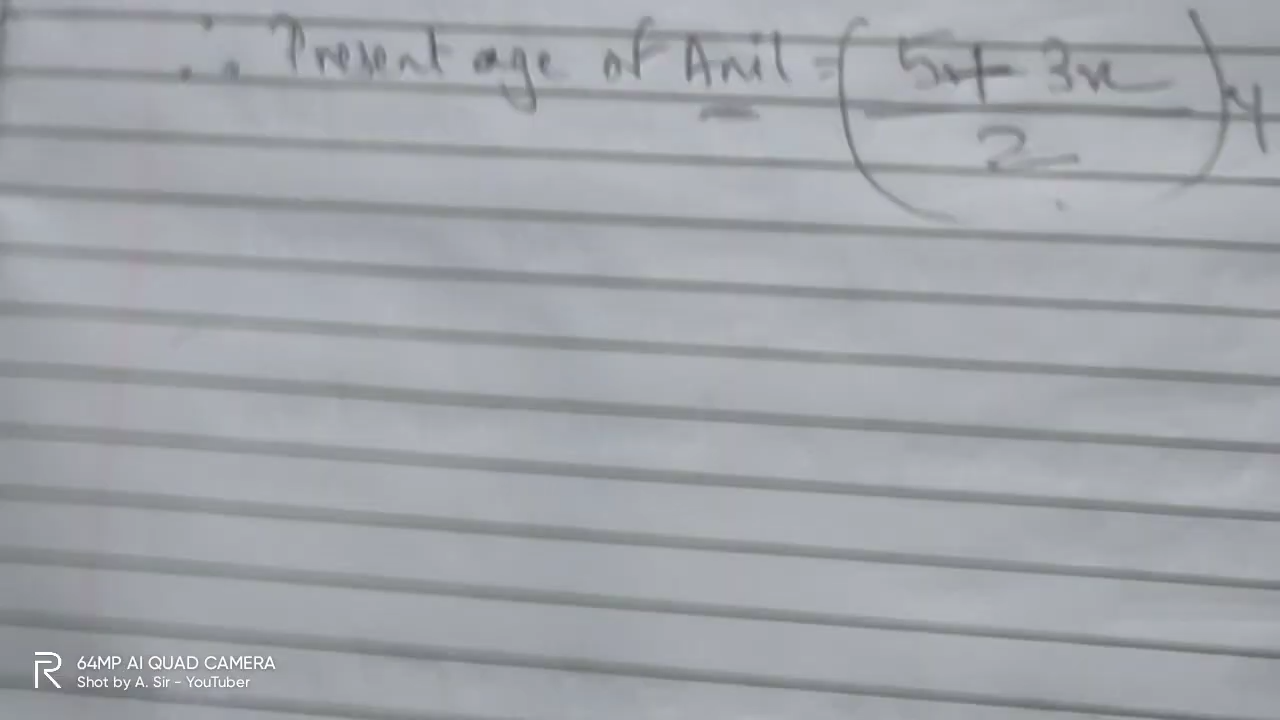 ∴ Present age of Anil = (5x + 3x / 2) y
64MP AI QUAD CAMERA
Shot by A. Sir - YouTuber